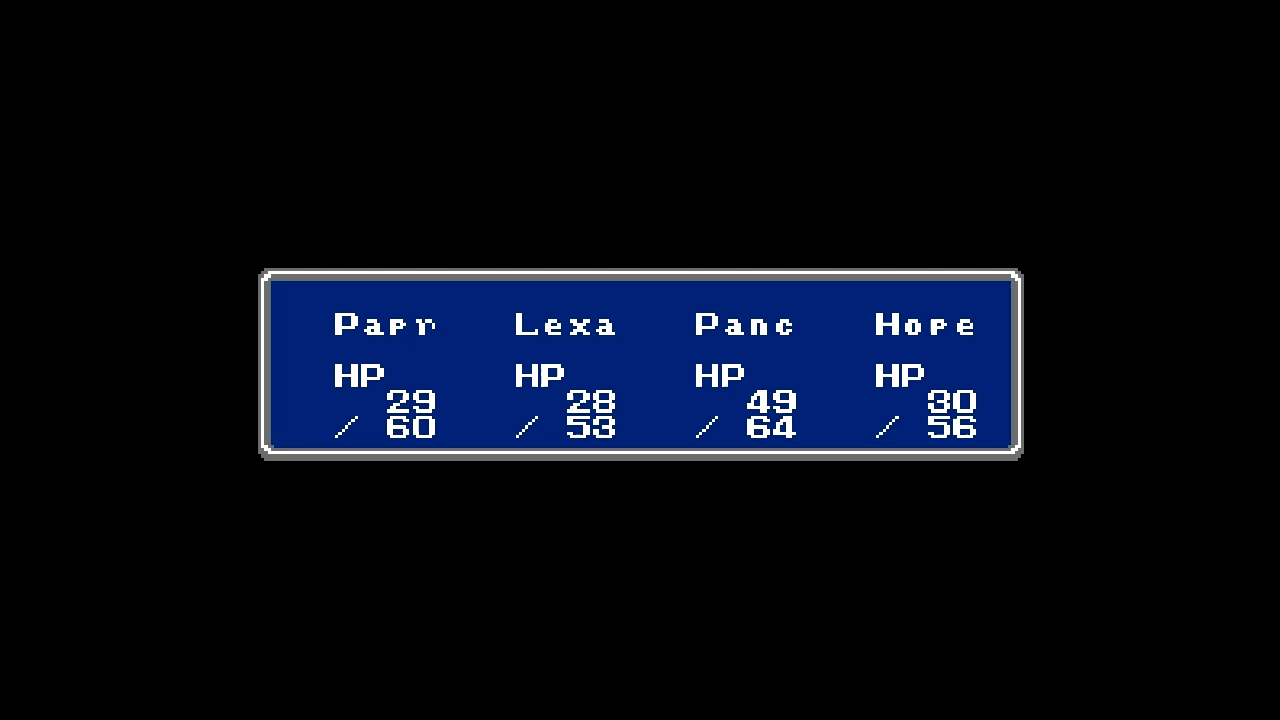 Papr Lexa Panc Hope
HP HP HP HP
29 28 49 30
/ 60 / 53 / 64 / 56